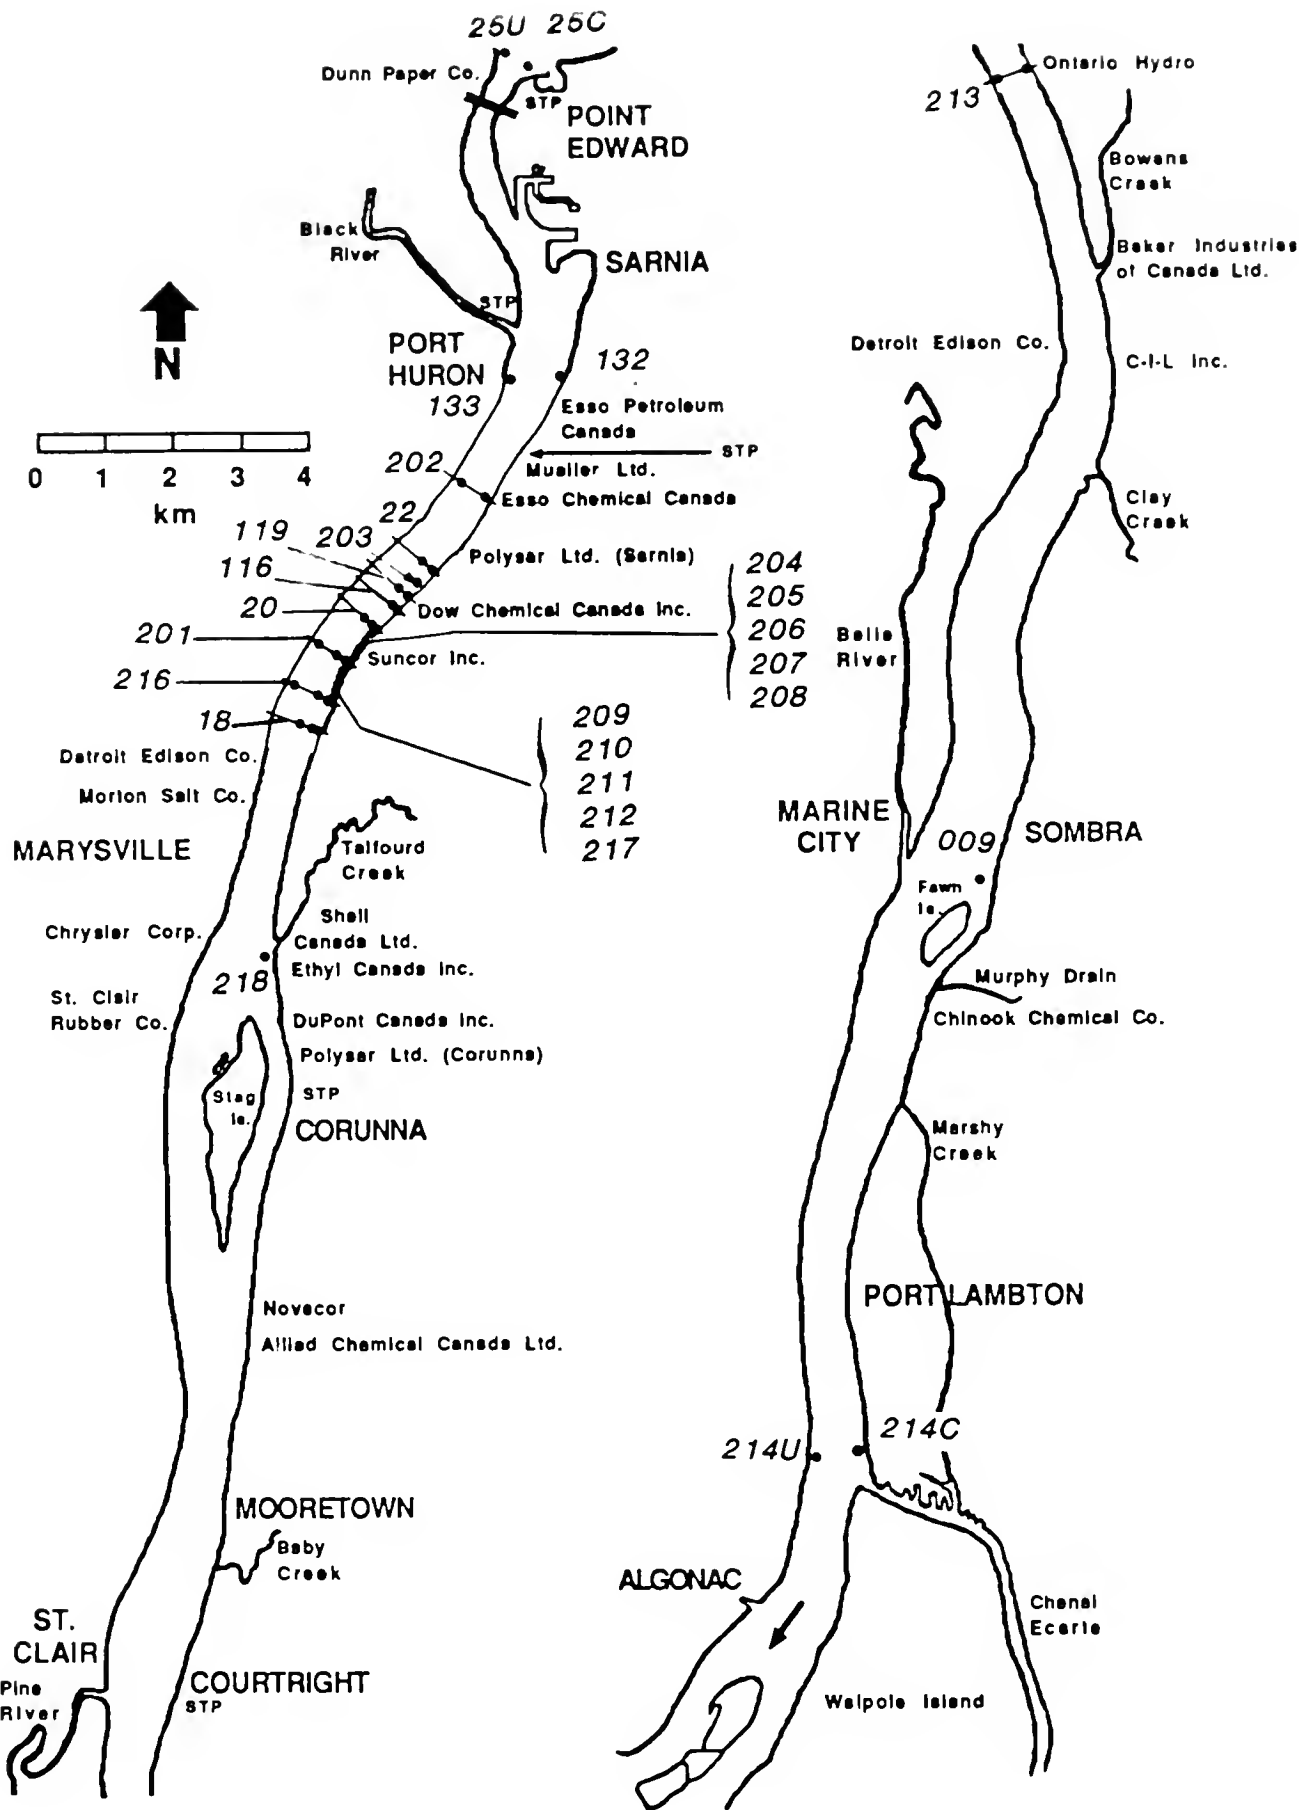 25U 25C
Dunn Paper Co.
STP
POINT
EDWARD
Black
River
SARNIA
STP
N
PORT
HURON
132
133
Esso Petroleum
Canada
STP
Mueller Ltd.
0 1 2 3 4
km
202
Esso Chemical Canada
22
119
203
Polysar Ltd. (Sarnia)
116
20
Dow Chemical Canada Inc.
204
205
206
207
208
201
Suncor Inc.
216
18
209
210
211
212
217
Detroit Edison Co.
Morton Salt Co.
MARYSVILLE
Talfourd
Creek
Chrysler Corp.
Shell
Canada Ltd.
Ethyl Canada Inc.
218
St. Clair
Rubber Co.
DuPont Canada Inc.
Polysar Ltd. (Corunna)
Stag
Is.
STP
CORUNNA
Novacor
Allied Chemical Canada Ltd.
MOORETOWN
Baby
Creek
ST.
CLAIR
Pine
River
COURTRIGHT
STP
213
Ontario Hydro
Bowens
Creek
Baker Industries
of Canada Ltd.
Detroit Edison Co.
C-I-L Inc.
Clay
Creek
Belle
River
MARINE
CITY
009
SOMBRA
Fawn
Is.
Murphy Drain
Chinook Chemical Co.
Marshy
Creek
PORT LAMBTON
214U
214C
ALGONAC
Chenal
Ecarte
Walpole Island